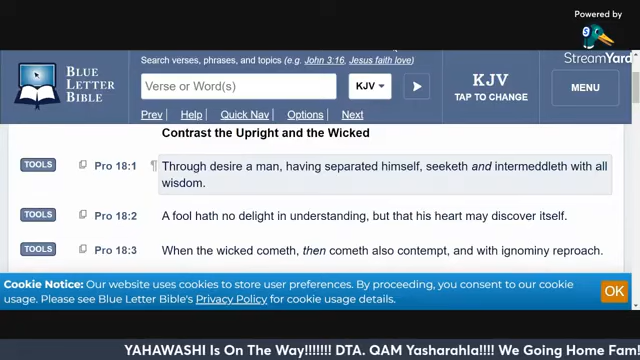 Powered by
StreamYard
Search verses, phrases, and topics (e.g. John 3:16, Jesus faith love)
BLUE
LETTER
BIBLE
Verse or Word(s)
KJV
KJV
TAP TO CHANGE
MENU
Prev | Help | Quick Nav | Options | Next
Contrast the Upright and the Wicked
TOOLS Pro 18:1 ¶ Through desire a man, having separated himself, seeketh and intermeddleth with all
wisdom.
TOOLS Pro 18:2 A fool hath no delight in understanding, but that his heart may discover itself.
TOOLS Pro 18:3 When the wicked cometh, then cometh also contempt, and with ignominy reproach.
Cookie Notice: Our website uses cookies to store user preferences. By proceeding, you consent to our cookie
usage. Please see Blue Letter Bible's Privacy Policy for cookie usage details.
OK
YAHAWASHI Is On The Way!!!!!!! DTA. QAM Yasharahla!!!! We Going Home Fam!